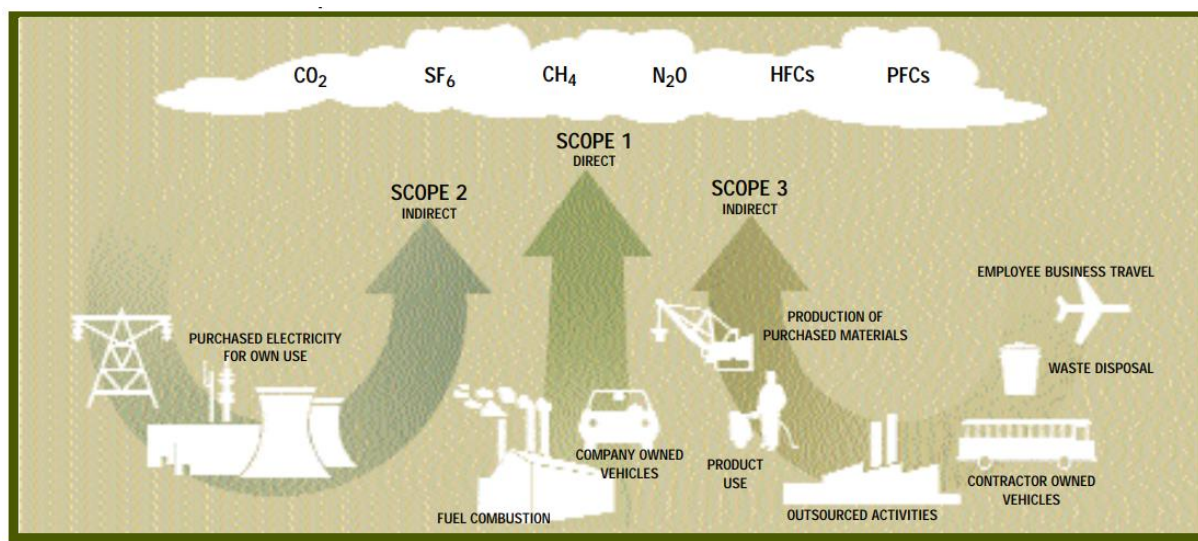 CO₂ SF₆ CH₄ N₂O HFCs PFCs
SCOPE 1
DIRECT
SCOPE 2
INDIRECT
SCOPE 3
INDIRECT
EMPLOYEE BUSINESS TRAVEL
PURCHASED ELECTRICITY
FOR OWN USE
PRODUCTION OF
PURCHASED MATERIALS
WASTE DISPOSAL
COMPANY OWNED
VEHICLES
PRODUCT
USE
CONTRACTOR OWNED
VEHICLES
FUEL COMBUSTION
OUTSOURCED ACTIVITIES